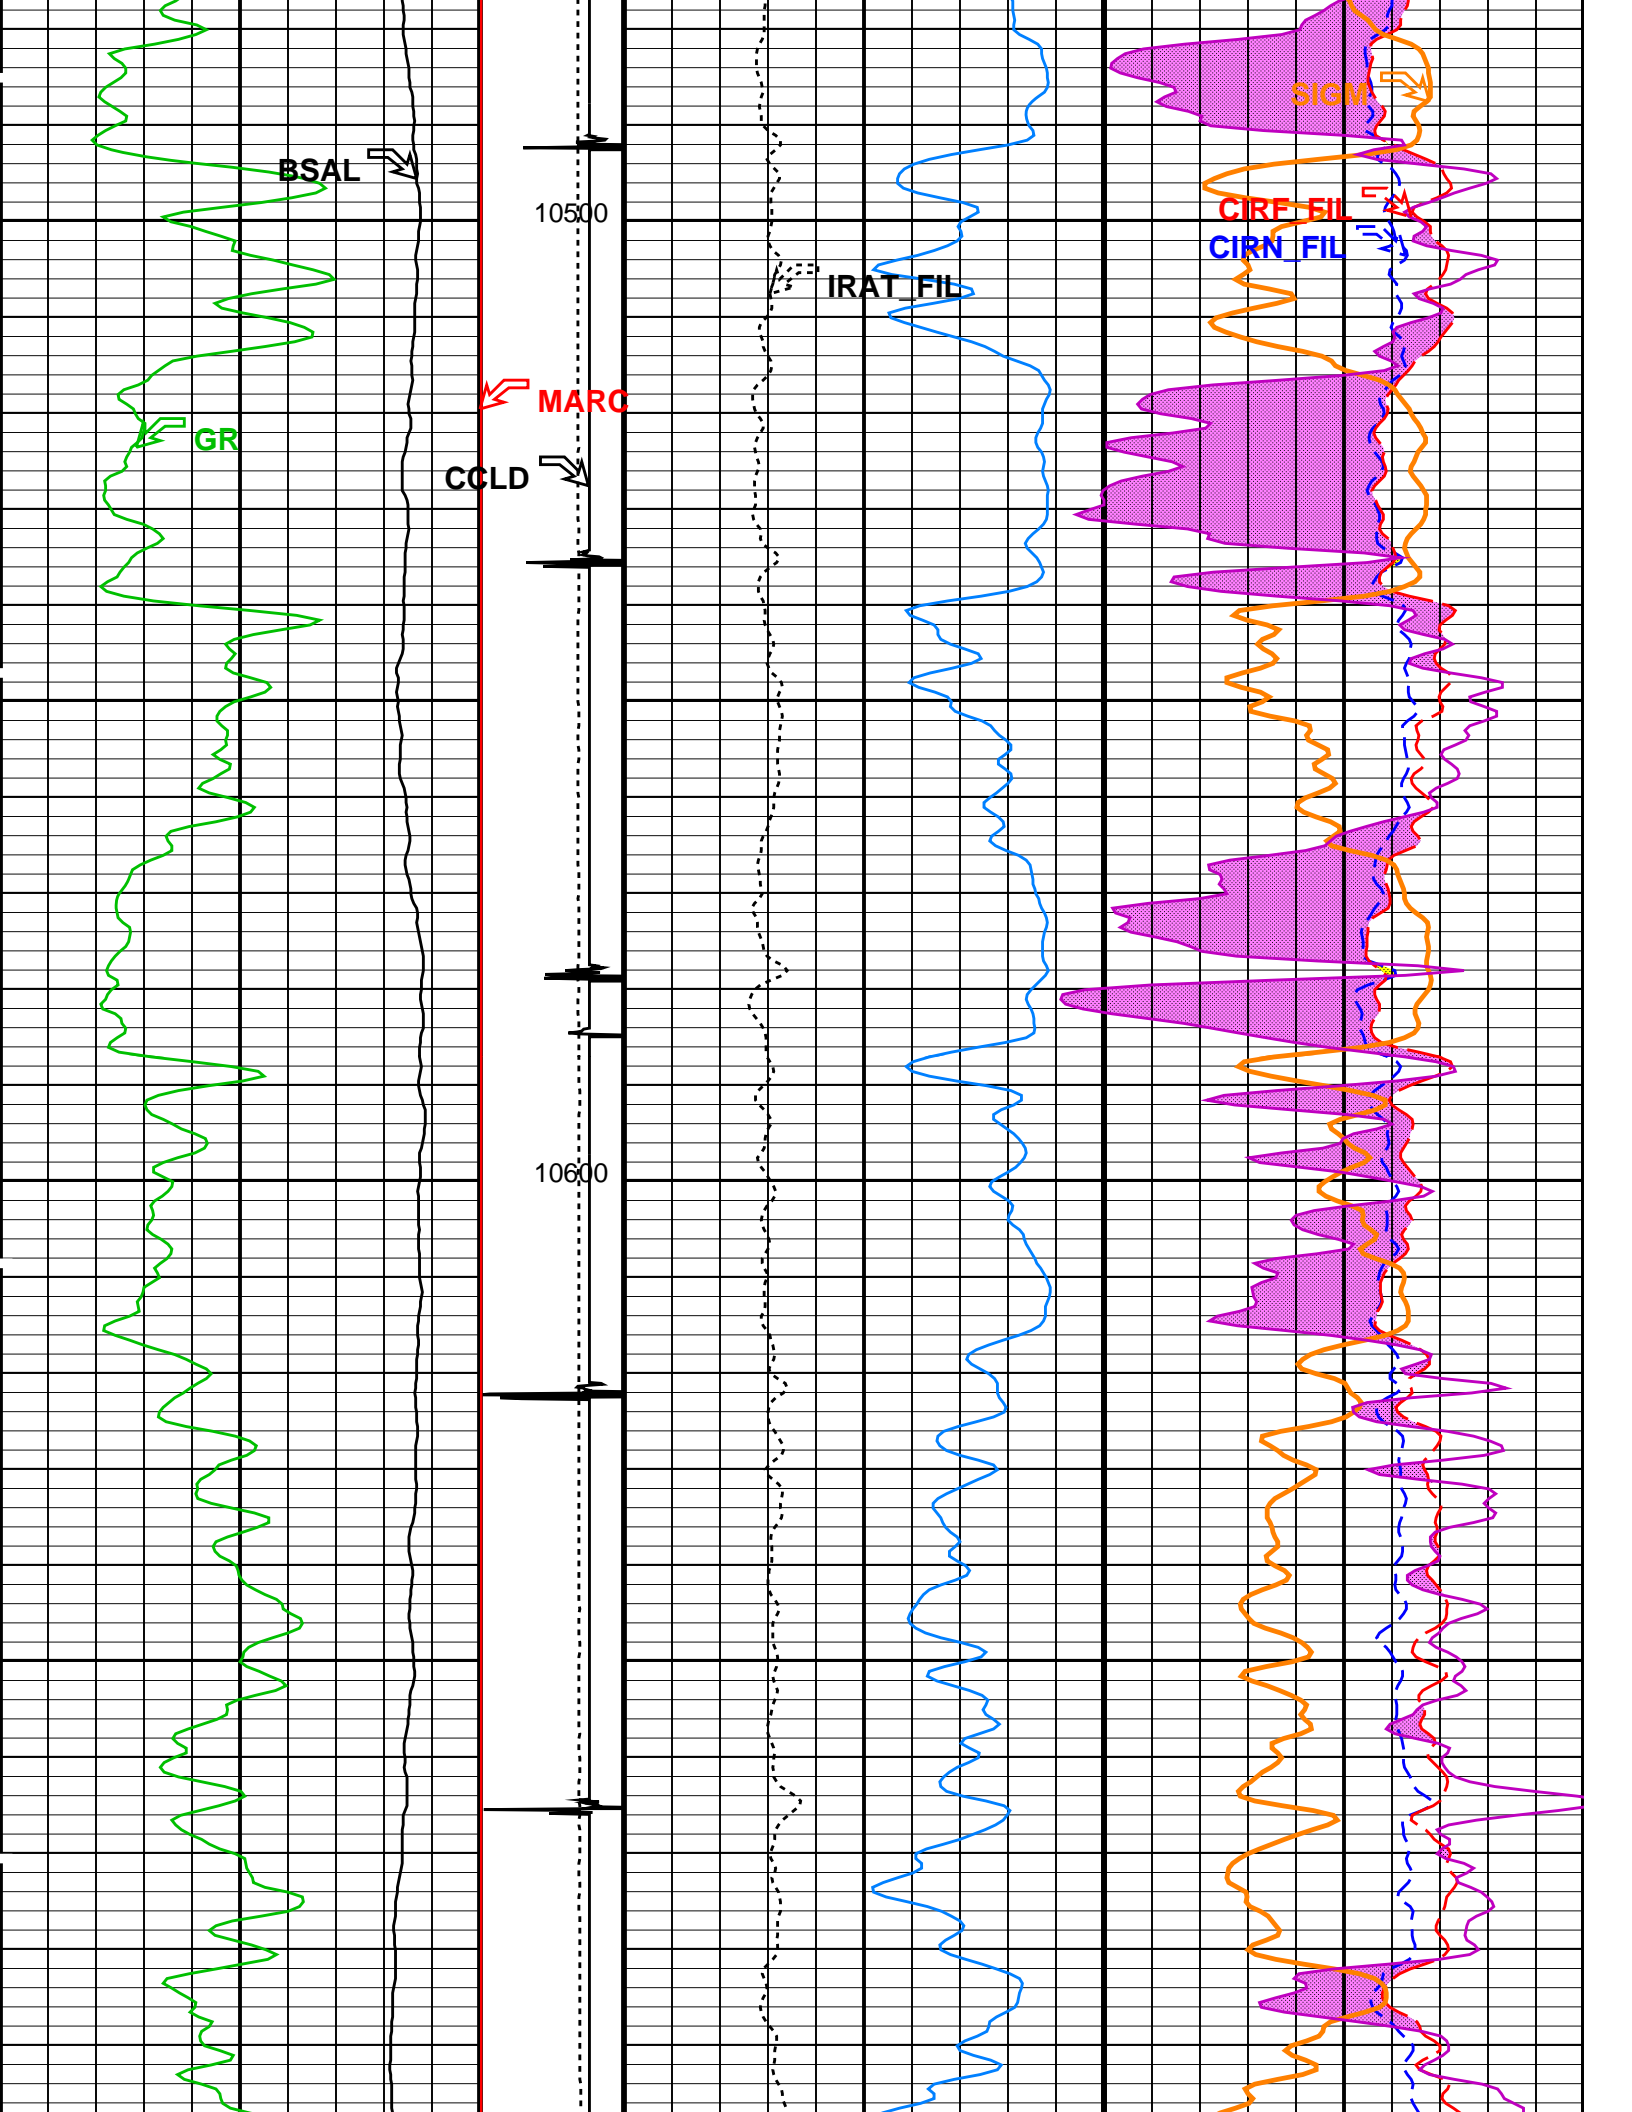 SIGM
BSAL
10500
CIRF_FIL
CIRN_FIL
IRAT_FIL
MARC
GR
CCLD
10600